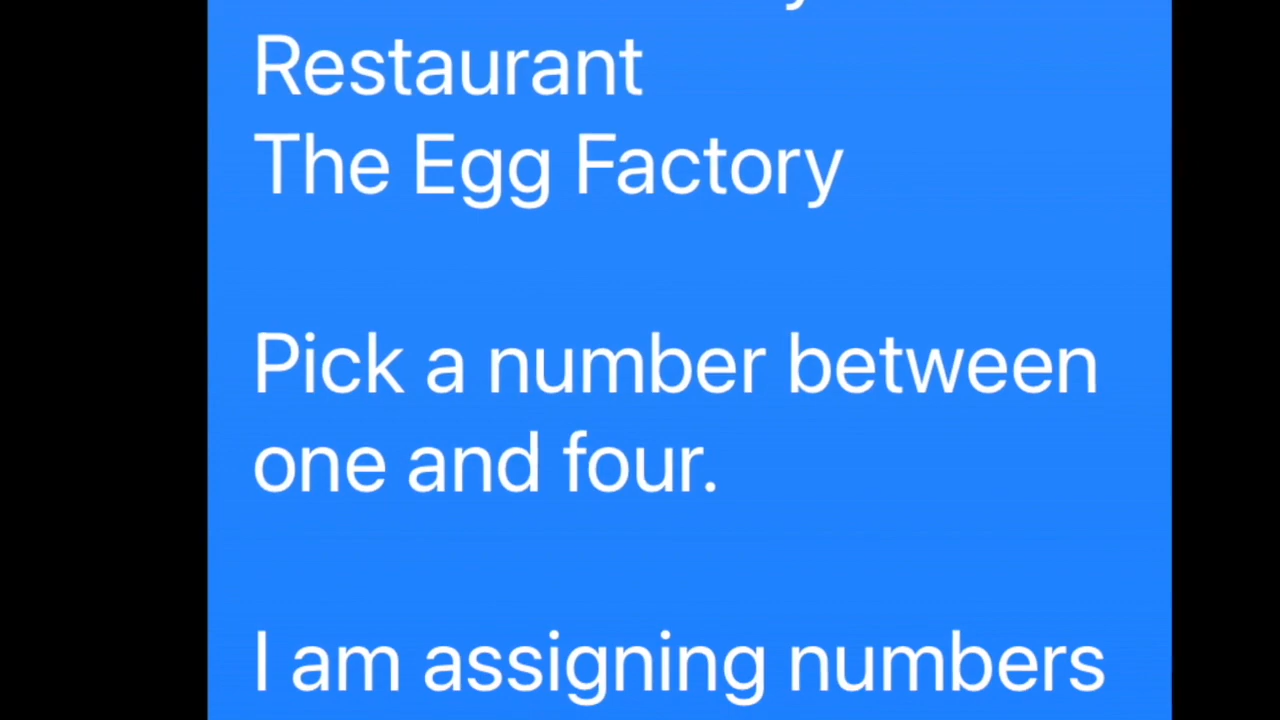 Restaurant
The Egg Factory
Pick a number between
one and four.
I am assigning numbers